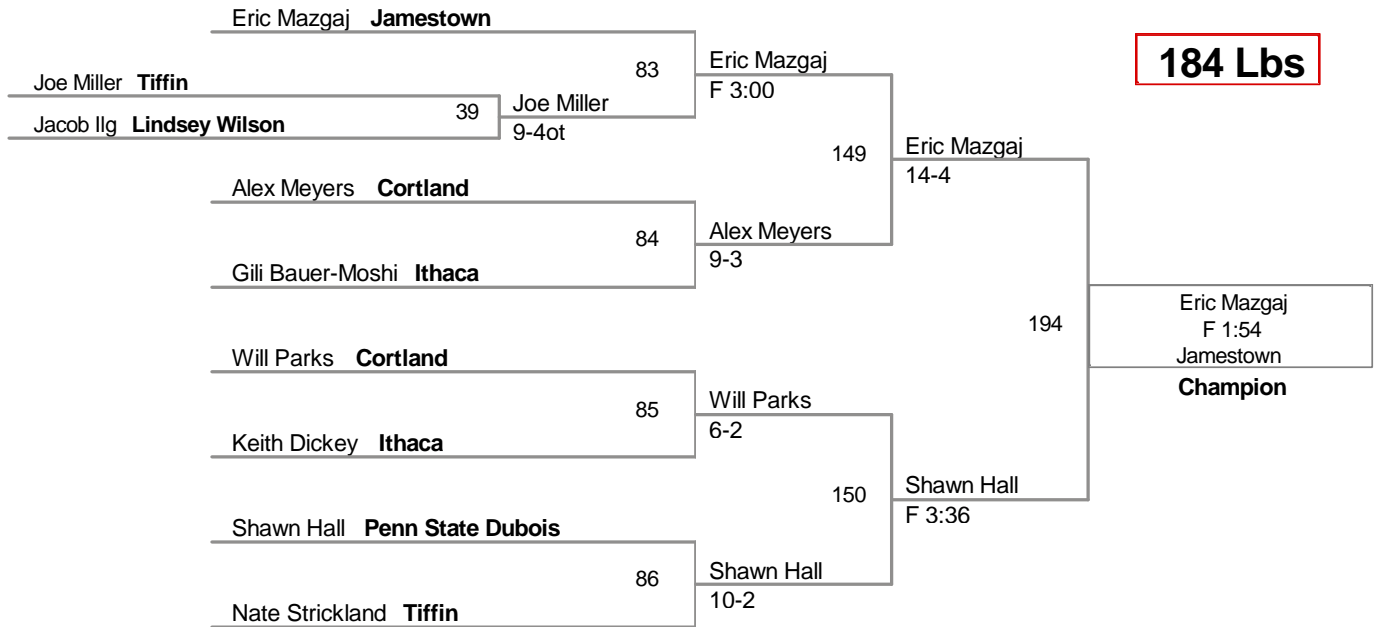 Eric Mazgaj Jamestown
184 Lbs
83
Eric Mazgaj
F 3:00
Joe Miller Tiffin
39
Joe Miller
9-4ot
Jacob Ilg Lindsey Wilson
149
Eric Mazgaj
14-4
Alex Meyers Cortland
84
Alex Meyers
9-3
Gili Bauer-Moshi Ithaca
194
Eric Mazgaj
F 1:54
Jamestown
Champion
Will Parks Cortland
85
Will Parks
6-2
Keith Dickey Ithaca
150
Shawn Hall
F 3:36
Shawn Hall Penn State Dubois
86
Shawn Hall
10-2
Nate Strickland Tiffin